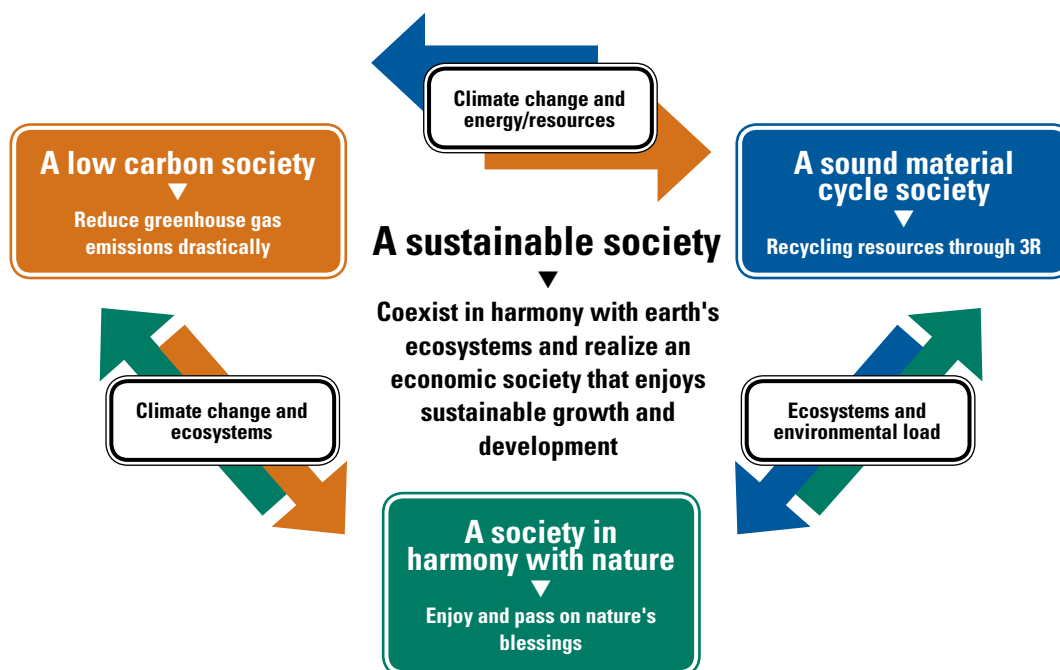 Climate change and
energy/resources
A low carbon society
▼
Reduce greenhouse gas
emissions drastically
A sound material
cycle society
▼
Recycling resources through 3R
A sustainable society
▼
Coexist in harmony with earth's
ecosystems and realize an
economic society that enjoys
sustainable growth and
development
Climate change and
ecosystems
Ecosystems and
environmental load
A society in
harmony with nature
▼
Enjoy and pass on nature's
blessings